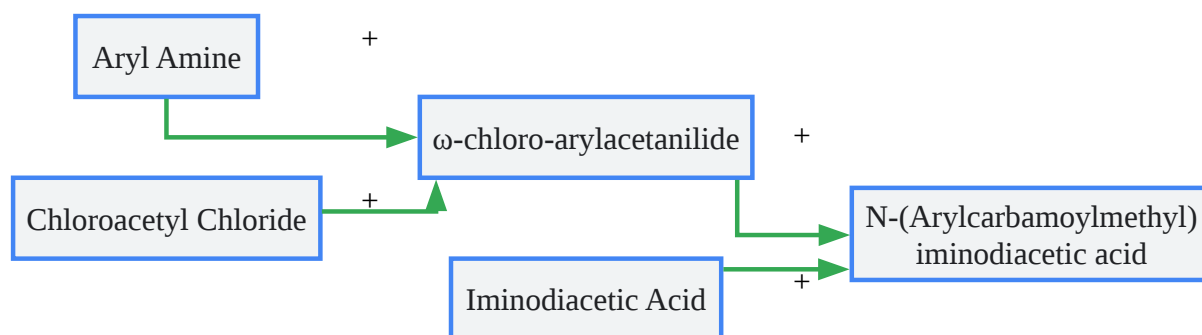 +
Aryl Amine
ω-chloro-arylacetanilide
+
Chloroacetyl Chloride
+
N-(Arylcarbamoylmethyl)
iminodiacetic acid
Iminodiacetic Acid
+